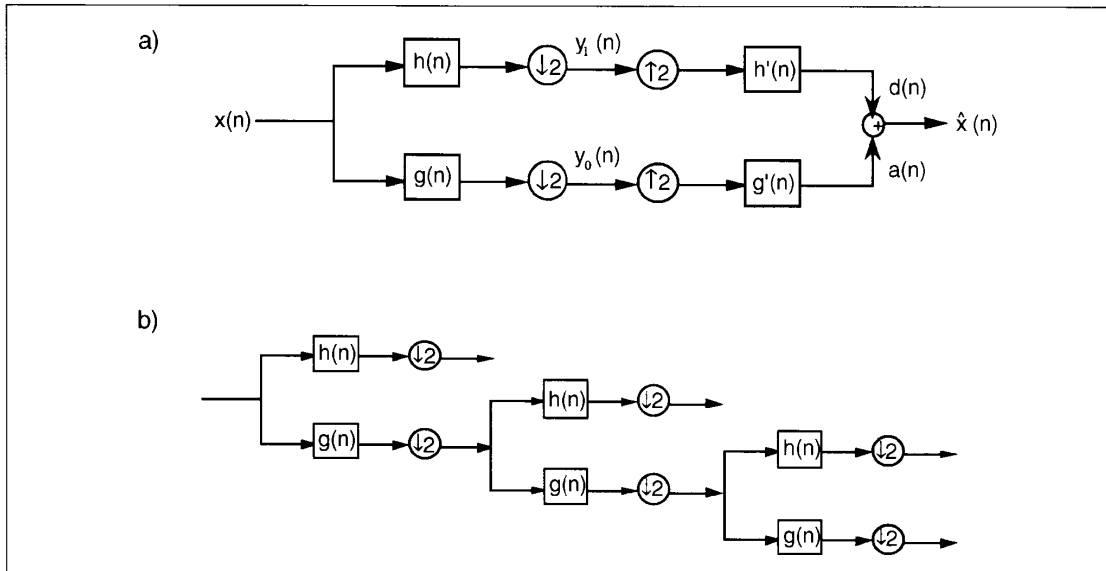 a)
h(n) ↓2 y₁(n) ↑2 h'(n)
d(n)
x(n) + x̂(n)
a(n)
g(n) ↓2 y₀(n) ↑2 g'(n)
b)
h(n) ↓2
g(n) ↓2 h(n) ↓2
g(n) ↓2 h(n) ↓2
g(n) ↓2